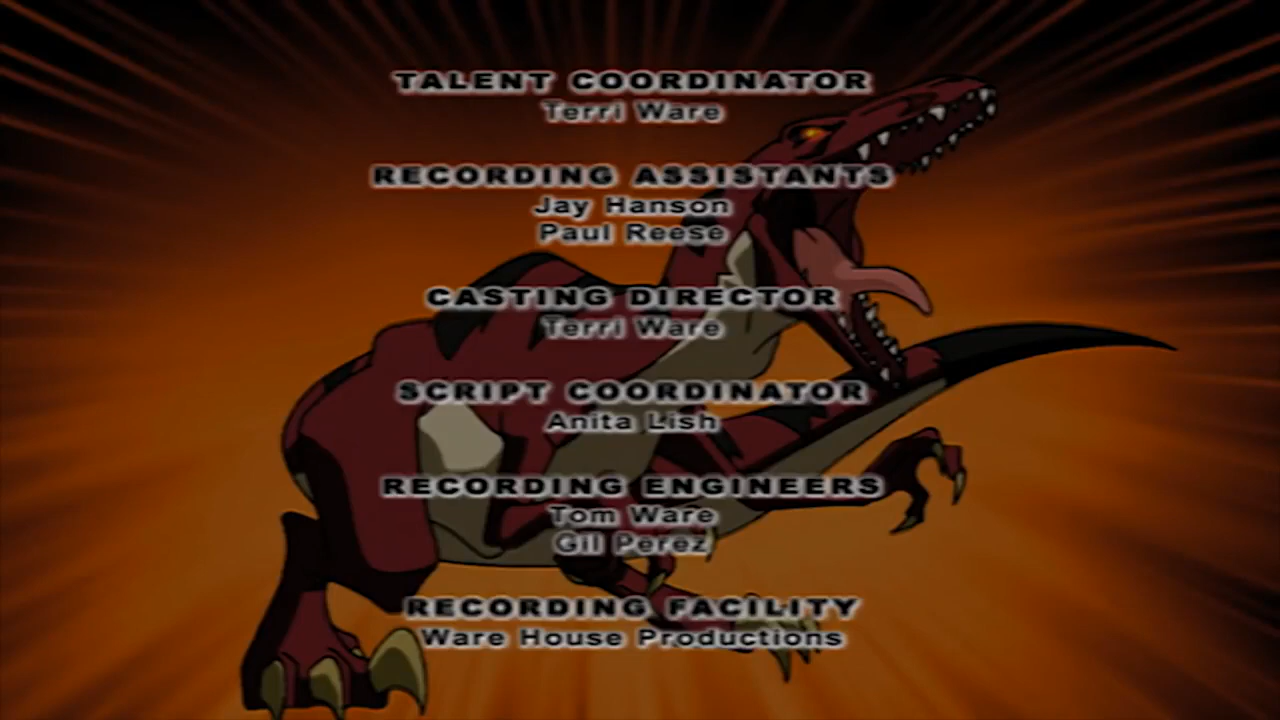 TALENT COORDINATOR
Terri Ware
RECORDING ASSISTANTS
Jay Hanson
Paul Reese
CASTING DIRECTOR
Terri Ware
SCRIPT COORDINATOR
Anita Lish
RECORDING ENGINEERS
Tom Ware
Gil Perez
RECORDING FACILITY
Ware House Productions